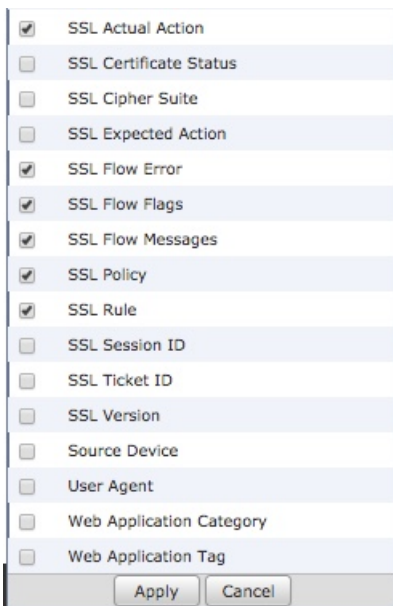 SSL Actual Action
SSL Certificate Status
SSL Cipher Suite
SSL Expected Action
SSL Flow Error
SSL Flow Flags
SSL Flow Messages
SSL Policy
SSL Rule
SSL Session ID
SSL Ticket ID
SSL Version
Source Device
User Agent
Web Application Category
Web Application Tag
Apply Cancel